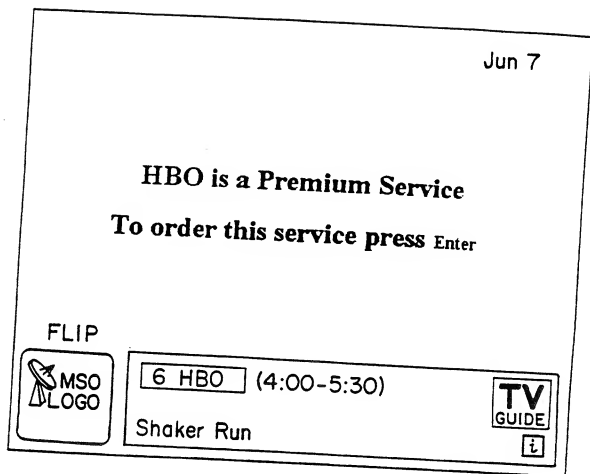 Jun 7
HBO is a Premium Service
To order this service press Enter
FLIP
MSO
LOGO
6 HBO (4:00-5:30)
Shaker Run
TV
GUIDE
i